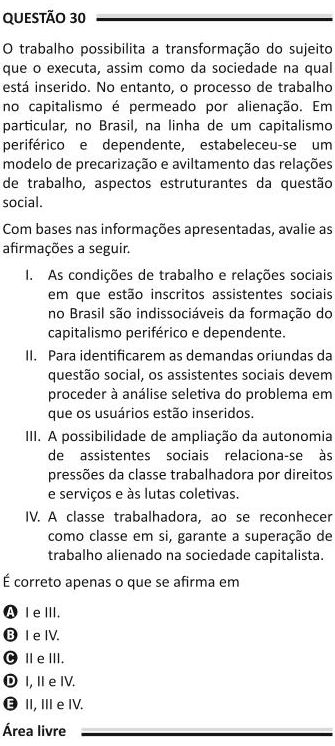 QUESTÃO 30
O trabalho possibilita a transformação do sujeito
que o executa, assim como da sociedade na qual
está inserido. No entanto, o processo de trabalho
no capitalismo é permeado por alienação. Em
particular, no Brasil, na linha de um capitalismo
periférico e dependente, estabeleceu-se um
modelo de precarização e aviltamento das relações
de trabalho, aspectos estruturantes da questão
social.
Com bases nas informações apresentadas, avalie as
afirmações a seguir.
I. As condições de trabalho e relações sociais
em que estão inscritos assistentes sociais
no Brasil são indissociáveis da formação do
capitalismo periférico e dependente.
II. Para identificarem as demandas oriundas da
questão social, os assistentes sociais devem
proceder à análise seletiva do problema em
que os usuários estão inseridos.
III. A possibilidade de ampliação da autonomia
de assistentes sociais relaciona-se às
pressões da classe trabalhadora por direitos
e serviços e às lutas coletivas.
IV. A classe trabalhadora, ao se reconhecer
como classe em si, garante a superação de
trabalho alienado na sociedade capitalista.
É correto apenas o que se afirma em
A I e III.
B I e IV.
C II e III.
D I, II e IV.
E II, III e IV.
Área livre